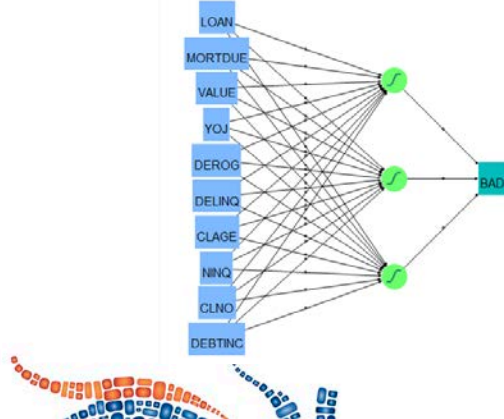 LOAN
MORTDUE
VALUE
YOJ
DEROG
DELINQ
CLAGE
NINQ
CLNO
DEBTINC
BAD